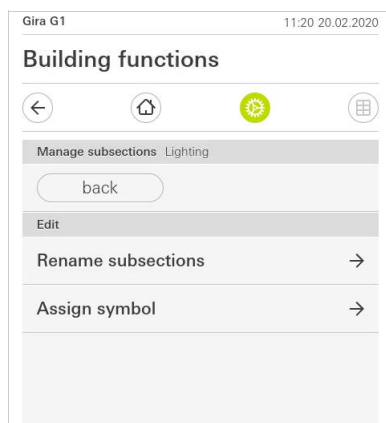 Gira G1 11:20 20.02.2020
Building functions
Manage subsections Lighting
back
Edit
Rename subsections
Assign symbol